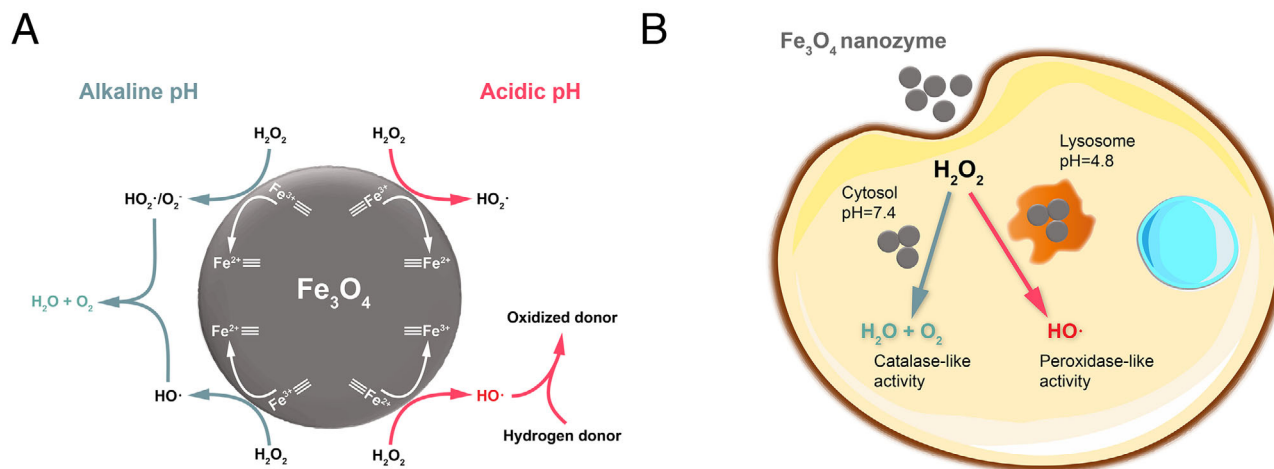 A
Alkaline pH
Acidic pH
H₂O₂
H₂O₂
HO₂·/O₂⁻
HO₂·
Fe³⁺≡
≡Fe³⁺
Fe²⁺≡
≡Fe²⁺
Fe₃O₄
H₂O + O₂
Fe²⁺≡
≡Fe³⁺
Oxidized donor
Fe³⁺≡
≡Fe²⁺
HO·
HO·
Hydrogen donor
H₂O₂
H₂O₂
B
Fe₃O₄ nanozyme
Lysosome
pH=4.8
H₂O₂
Cytosol
pH=7.4
H₂O + O₂
HO·
Catalase-like
activity
Peroxidase-like
activity